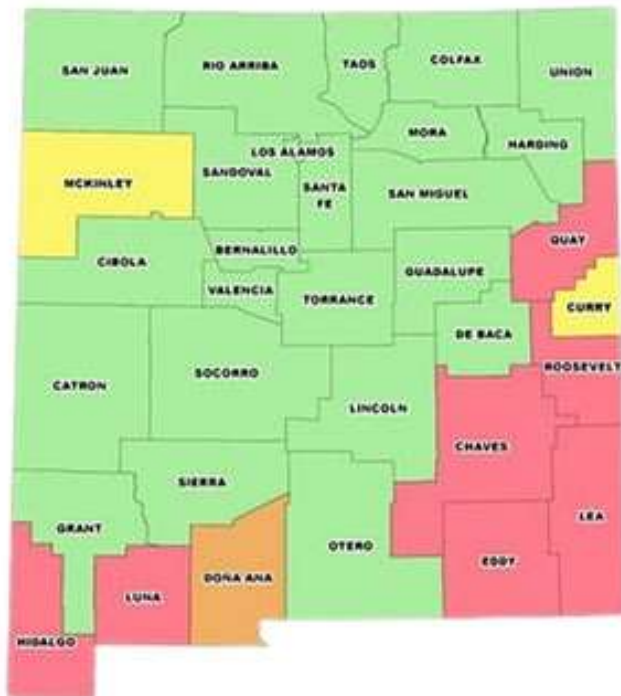 SAN JUAN
RIO ARRIBA
TAOS
COLFAX
UNION
MORA
HARDING
LOS ALAMOS
SANDOVAL
SANTA
FE
SAN MIGUEL
MCKINLEY
QUAY
BERNALILLO
CIBOLA
GUADALUPE
VALENCIA
TORRANCE
CURRY
DE BACA
ROOSEVELT
SOCORRO
CATRON
LINCOLN
CHAVES
SIERRA
LEA
GRANT
OTERO
EDDY
DOÑA ANA
LUNA
HIDALGO